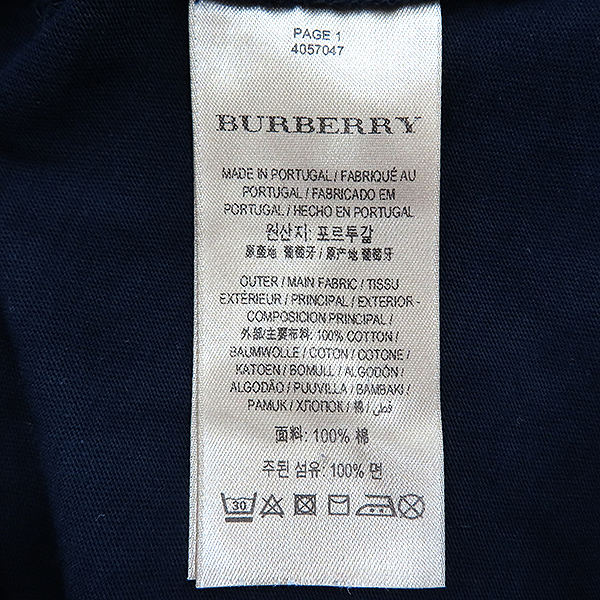 PAGE 1
4057047
BURBERRY
MADE IN PORTUGAL / FABRIQUÉ AU
PORTUGAL / FABRICADO EM
PORTUGAL / HECHO EN PORTUGAL
원산지: 포르투갈
原產地 葡萄牙 / 原产地 葡萄牙
OUTER / MAIN FABRIC / TISSU
EXTÉRIEUR / PRINCIPAL / EXTERIOR -
COMPOSICIÓN PRINCIPAL /
外部/主要布料: 100% COTTON /
BAUMWOLLE / COTON / COTONE /
KATOEN / BOMULL / ALGODÓN /
ALGODÃO / PUUVILLA / ΒΑΜΒΑΚΙ /
PAMUK / ХЛОПОК / 棉 / قطن
面料: 100% 棉
주된 섬유: 100% 면
30